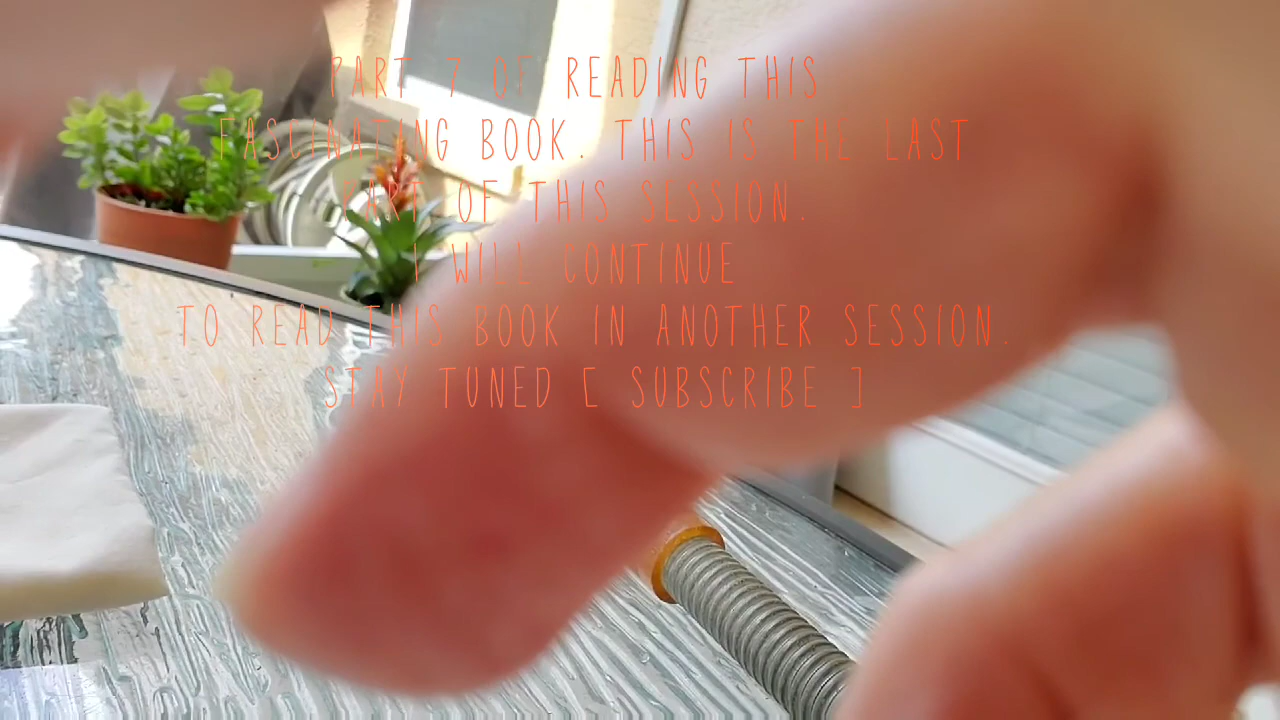 PART 7 OF READING THIS
FASCINATING BOOK. THIS IS THE LAST
PART OF THIS SESSION.
I WILL CONTINUE
TO READ THIS BOOK IN ANOTHER SESSION.
STAY TUNED [ SUBSCRIBE ]